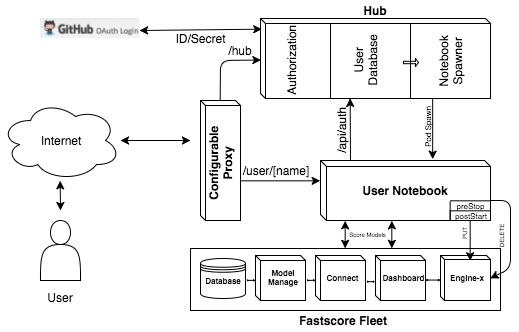 Hub
GitHub OAuth Login
ID/Secret
/hub
Authorization
User
Database
Notebook
Spawner
Internet
Configurable
Proxy
/api/auth
Pod Spawn
/user/[name]
User Notebook
preStop
postStart
User
Score Models
PUT
DELETE
Database
Model
Manage
Connect
Dashboard
Engine-x
Fastscore Fleet